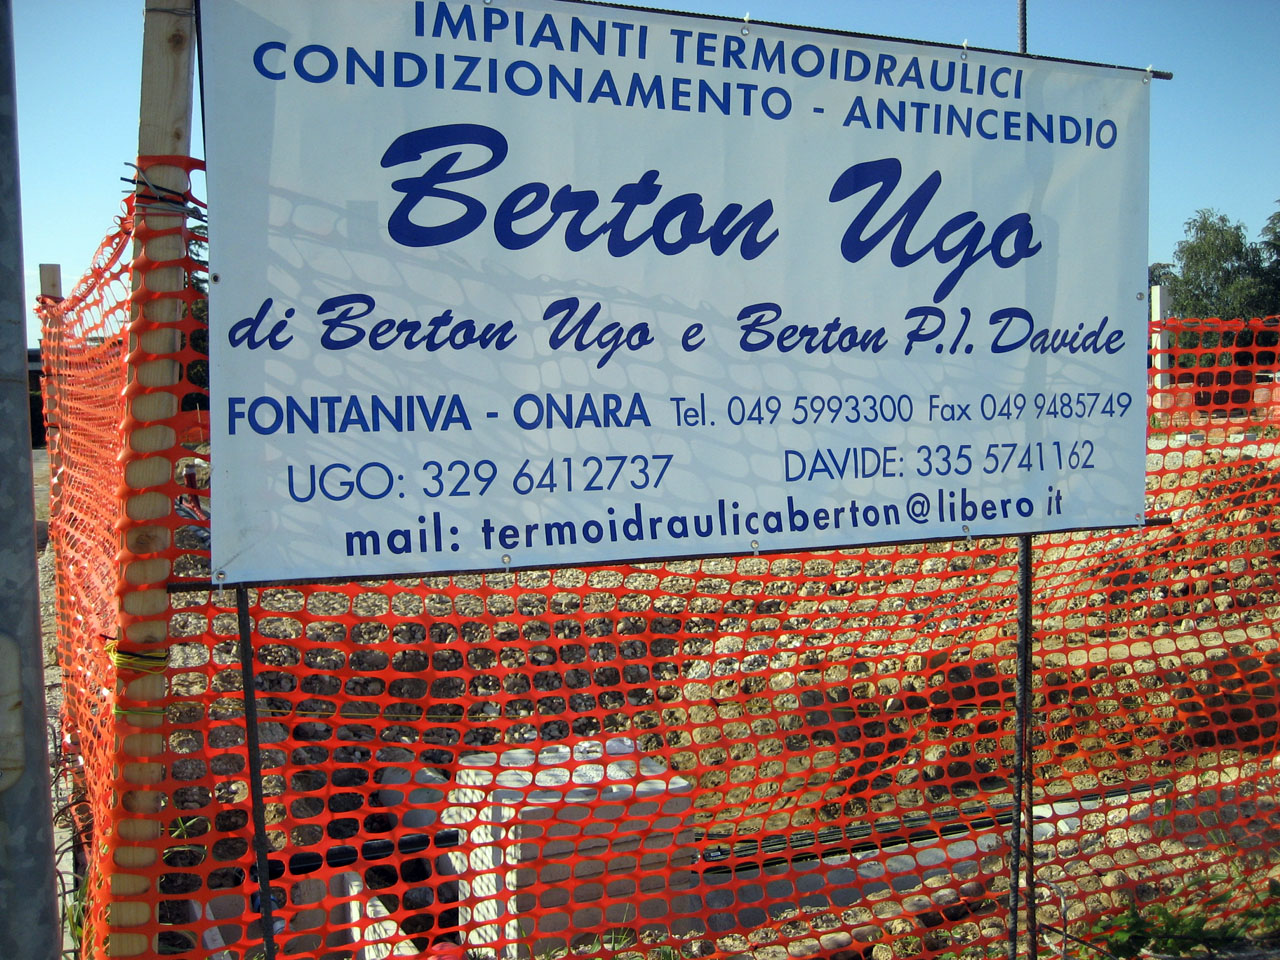 IMPIANTI TERMOIDRAULICI
CONDIZIONAMENTO - ANTINCENDIO
Berton Ugo
di Berton Ugo e Berton P.I. Davide
FONTANIVA - ONARA Tel. 049 5993300 Fax 049 9485749
UGO: 329 6412737 DAVIDE: 335 5741162
mail: termoidraulicaberton@libero it